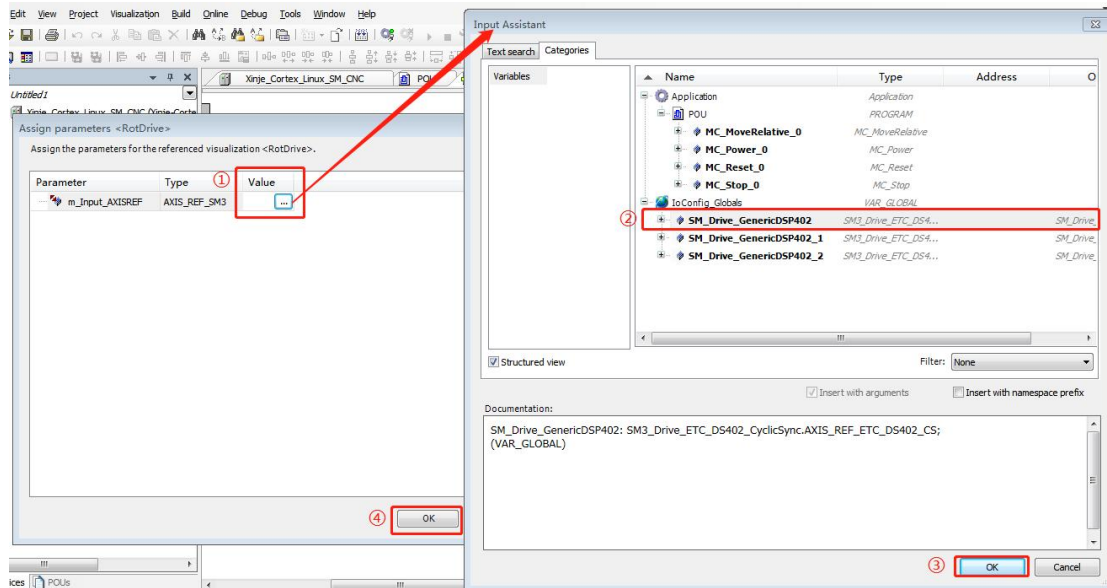 Edit View Project Visualization Build Online Debug Tools Window Help
Xinje_Cortex_Linux_SM_CNC
POU
Untitled1
Assign parameters <RotDrive>
Assign the parameters for the referenced visualization <RotDrive>.
Parameter Type ① Value
m_Input_AXISREF AXIS_REF_SM3 ...
④ OK
POUs
Input Assistant
Text search Categories
Variables
Name Type Address O
Application Application
POU PROGRAM
MC_MoveRelative_0 MC_MoveRelative
MC_Power_0 MC_Power
MC_Reset_0 MC_Reset
MC_Stop_0 MC_Stop
IoConfig_Globals VAR_GLOBAL
② SM_Drive_GenericDSP402 SM3_Drive_ETC_DS4... SM_Drive_
SM_Drive_GenericDSP402_1 SM3_Drive_ETC_DS4... SM_Drive_
SM_Drive_GenericDSP402_2 SM3_Drive_ETC_DS4... SM_Drive_
Structured view Filter: None
Insert with arguments Insert with namespace prefix
Documentation:
SM_Drive_GenericDSP402: SM3_Drive_ETC_DS402_CyclicSync.AXIS_REF_ETC_DS402_CS;
(VAR_GLOBAL)
③ OK Cancel